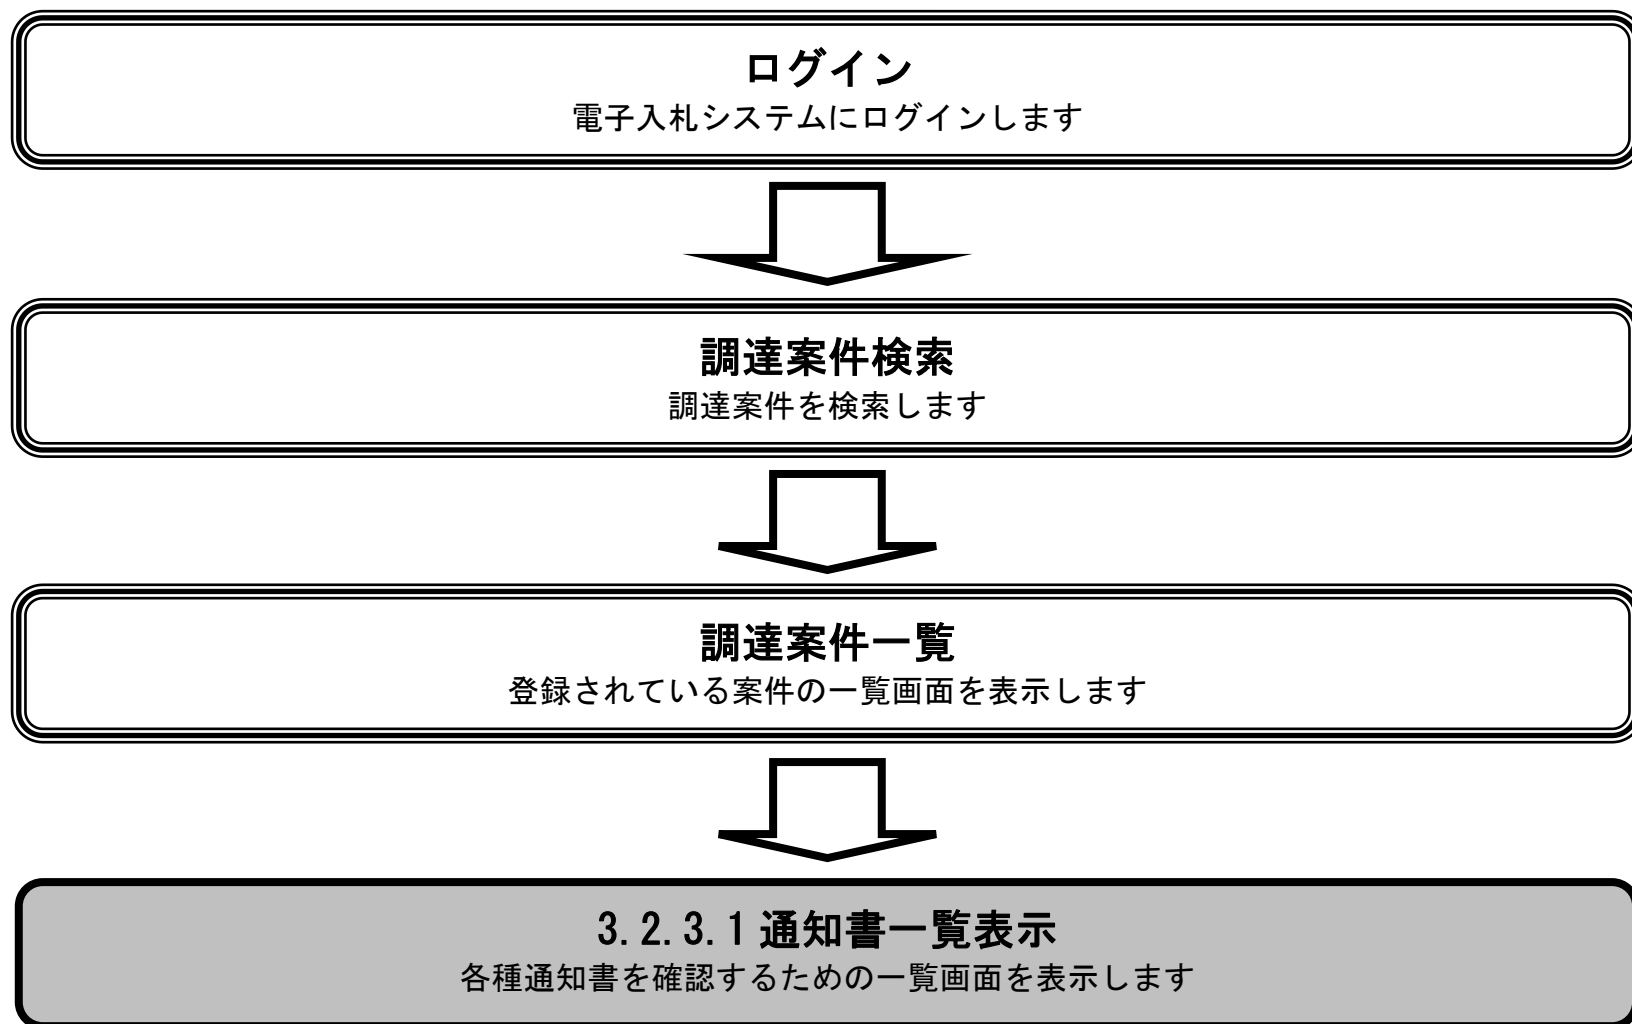 ログイン
電子入札システムにログインします
調達案件検索
調達案件を検索します
調達案件一覧
登録されている案件の一覧画面を表示します
3.2.3.1 通知書一覧表示
各種通知書を確認するための一覧画面を表示します